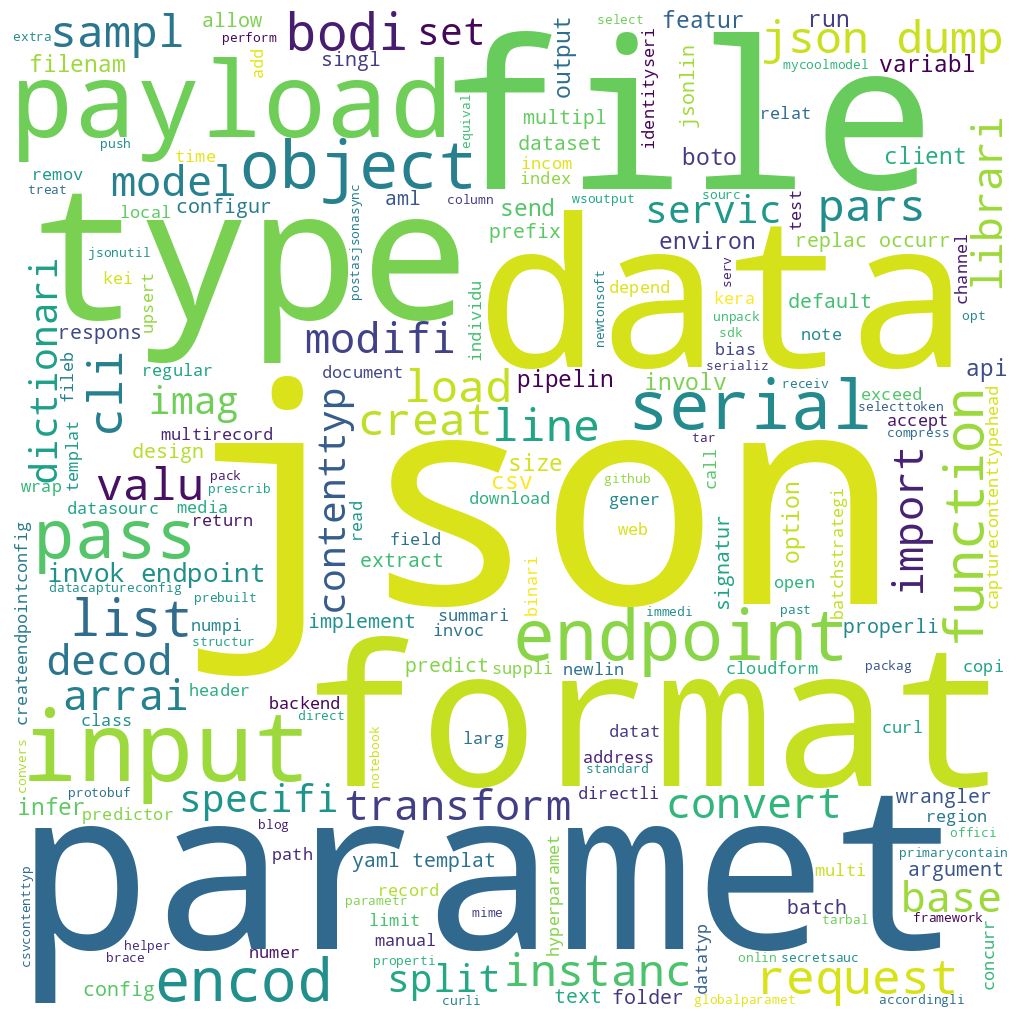 extra
sampl
allow
perform
add
bodi
set
select
featur
run
json dump
filenam
singl
output
identityseri
jsonlin
mycoolmodel
variabl
payload
file
equival
multipl
relat
push
time
object
dataset
boto
client
librari
incom
index
remov
treat
model
configur
aml
column
wsoutput
sourc
test
local
postasjsonasync
send
prefix
servic
pars
environ
replac occurr
channel
type
data
jsonutil
kei
upsert
dictionari
respons
individu
newtonsoft
depend
kera
serv
default
unpack
sdk
note
opt
modifi
bias
serializ
regular
fileb
cli
document
pipelin
involv
api
imag
load
receiv
exceed
selecttoken
templat
creat
line
serial
accept
compress
multirecord
contenttyp
tar
design
function
wrap
valu
pack
prescrib
size
csv
github
call
import
datasourc
media
download
gener
option
return
read
web
signatur
batchstrategi
capturecontenttypehead
json
pass
field
extract
createendpointconfig
invok endpoint
binari
open
datacaptureconfig
prebuilt
immedi
past
list
numpi
implement
summari
invoc
endpoint
properli
structur
decod
predict
suppli
newlin
cloudform
packag
copi
arrai
header
backend
class
direct
format
input
larg
datat
curl
convers
notebook
address
standard
protobuf
specifi
transform
directli
convert
wrangler
infer
predictor
region
blog
offici
paramet
path
yaml templat
hyperparamet
primarycontain
multi
argument
csvcontenttyp
record
parametr
base
limit
mime
batch
tarbal
framework
helper
brace
numer
manual
datatyp
onlin
secretsauc
concurr
config
encod
properti
split
instanc
request
curli
text
folder
globalparamet
accordingli